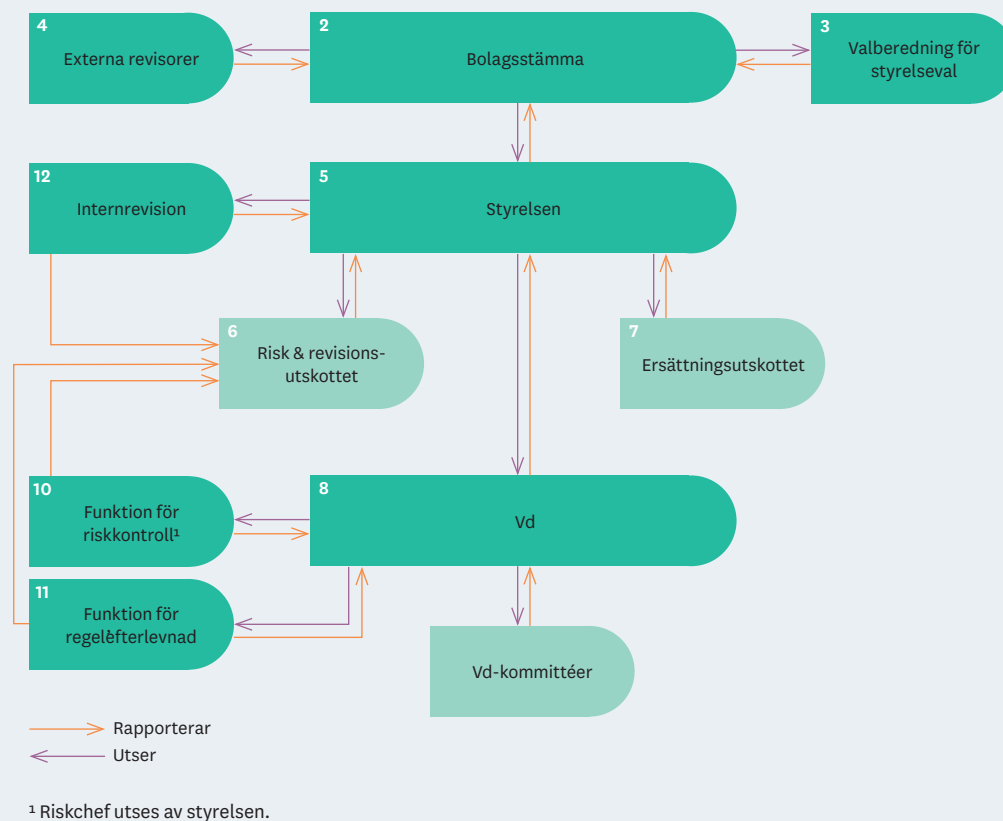 4
Externa revisorer
2
Bolagsstämma
3
Valberedning för
styrelseval
12
Internrevision
5
Styrelsen
6
Risk & revisions-
utskottet
7
Ersättningsutskottet
10
Funktion för
riskkontroll¹
8
Vd
11
Funktion för
regelefterlevnad
Vd-kommittéer
Rapporterar
Utser
¹ Riskchef utses av styrelsen.